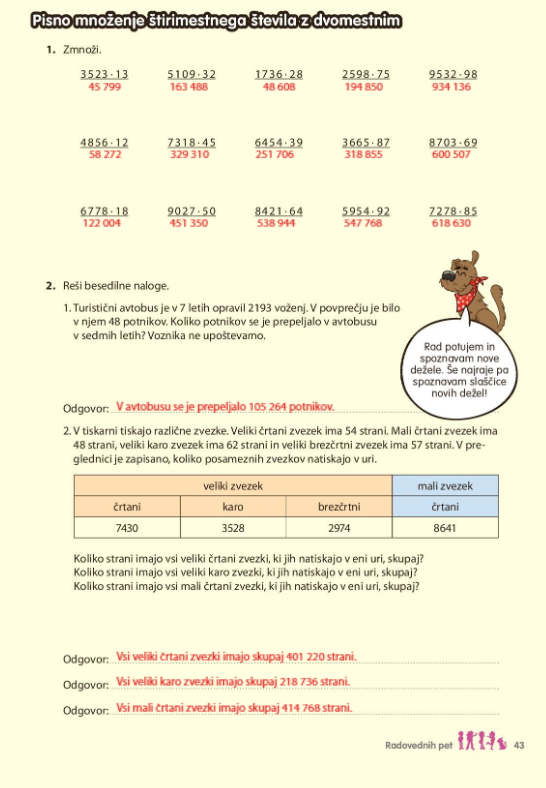 Pisno množenje štirimestnega števila z dvomestnim
1. Zmnoži.
3523 · 13 5109 · 32 1736 · 28 2598 · 75 9532 · 98
45 799 163 488 48 608 194 850 934 136
4856 · 12 7318 · 45 6454 · 39 3665 · 87 8703 · 69
58 272 329 310 251 706 318 855 600 507
6778 · 18 9027 · 50 8421 · 64 5954 · 92 7278 · 85
122 004 451 350 538 944 547 768 618 630
2. Reši besedilne naloge.
1. Turistični avtobus je v 7 letih opravil 2193 voženj. V povprečju je bilo
v njem 48 potnikov. Koliko potnikov se je prepeljalo v avtobusu
v sedmih letih? Voznika ne upoštevamo.
Rad potujem in
spoznavam nove
dežele. Še najraje pa
spoznavam slaščice
novih dežel!
Odgovor: V avtobusu se je prepeljalo 105 264 potnikov.
2. V tiskarni tiskajo različne zvezke. Veliki črtani zvezek ima 54 strani. Mali črtani zvezek ima
48 strani, veliki karo zvezek ima 62 strani in veliki brezčrtni zvezek ima 57 strani. V pre-
glednici je zapisano, koliko posameznih zvezkov natiskajo v uri.
veliki zvezek mali zvezek
črtani karo brezčrtni črtani
7430 3528 2974 8641
Koliko strani imajo vsi veliki črtani zvezki, ki jih natiskajo v eni uri, skupaj?
Koliko strani imajo vsi veliki karo zvezki, ki jih natiskajo v eni uri, skupaj?
Koliko strani imajo vsi mali črtani zvezki, ki jih natiskajo v eni uri, skupaj?
Odgovor: Vsi veliki črtani zvezki imajo skupaj 401 220 strani.
Odgovor: Vsi veliki karo zvezki imajo skupaj 218 736 strani.
Odgovor: Vsi mali črtani zvezki imajo skupaj 414 768 strani.
Radovednih pet 43